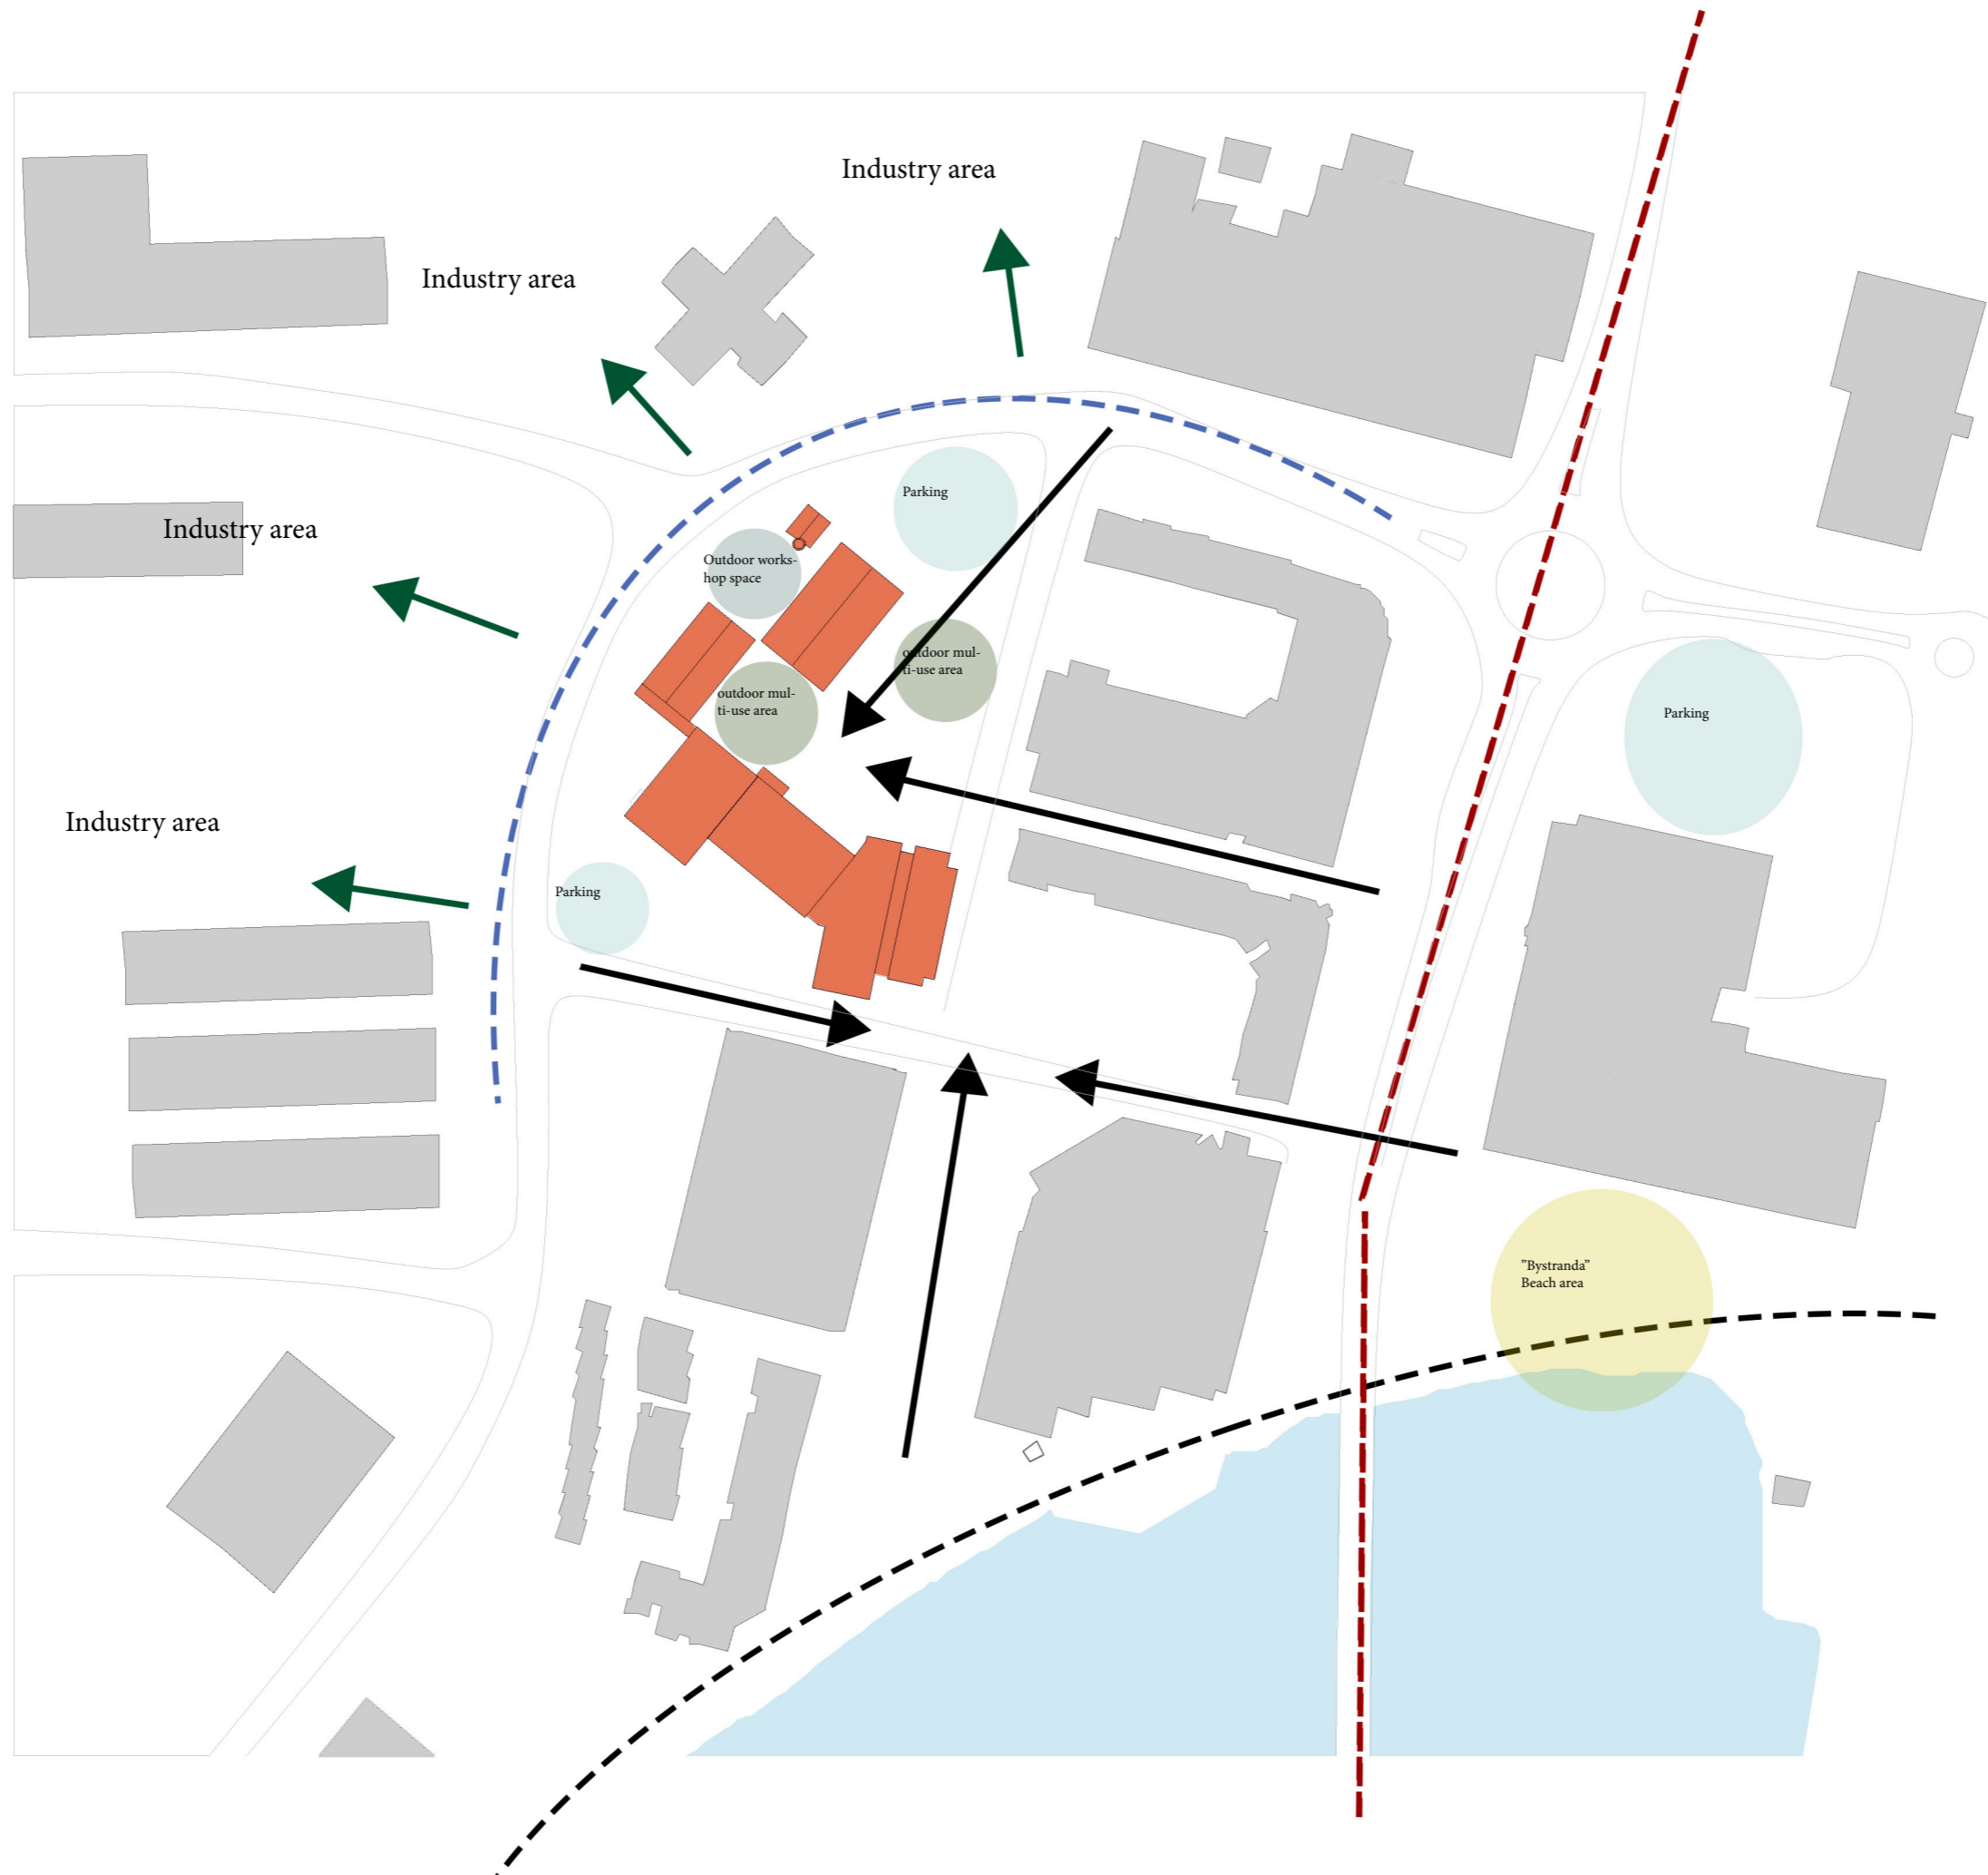 Industry area
Industry area
Parking
Industry area
Outdoor works-
hop space
outdoor mul-
ti-use area
outdoor mul-
ti-use area
Parking
Industry area
Parking
"Bystranda"
Beach area